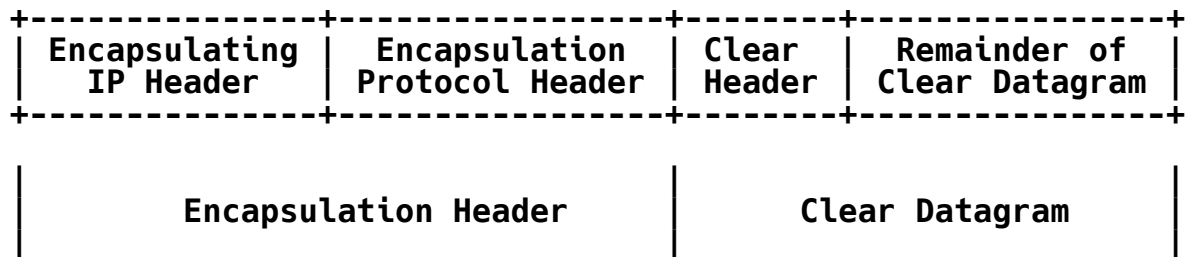 +---------------+-----------------+--------+----------------+
| Encapsulating |  Encapsulation  | Clear  |  Remainder of  |
|   IP Header   | Protocol Header | Header | Clear Datagram |
+---------------+-----------------+--------+----------------+
|                                 |                         |
|        Encapsulation Header     |      Clear Datagram     |
|                                 |                         |